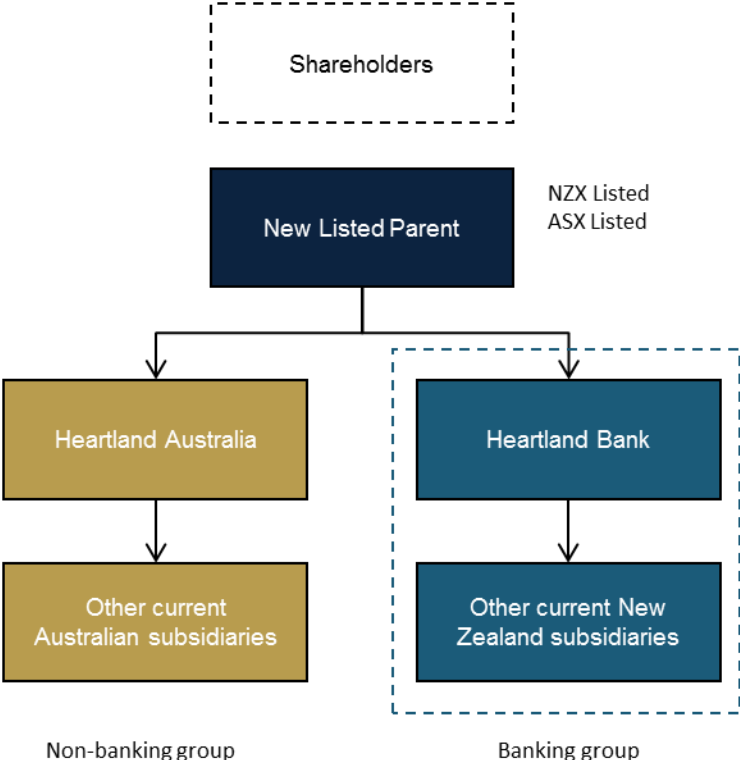 Shareholders
New Listed Parent
NZX Listed
ASX Listed
Heartland Australia
Heartland Bank
Other current
Australian subsidiaries
Other current New
Zealand subsidiaries
Non-banking group
Banking group